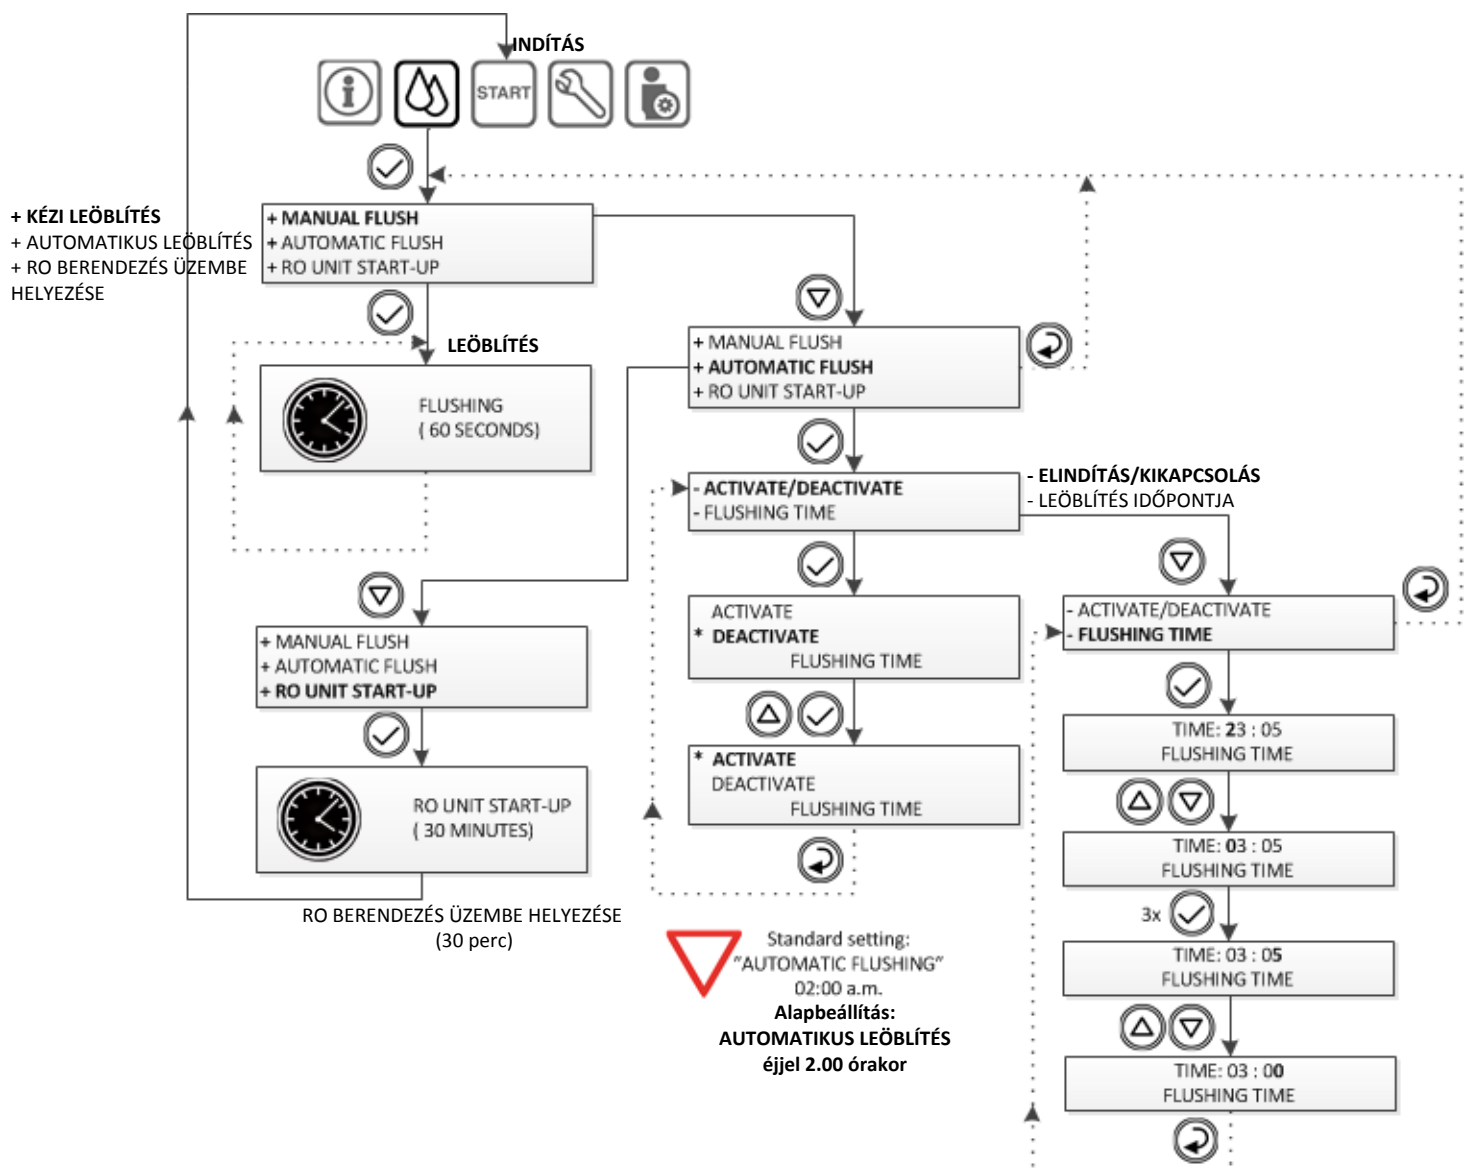 INDÍTÁS
START
+ KÉZI LEÖBLÍTÉS
+ AUTOMATIKUS LEÖBLÍTÉS
+ RO BERENDEZÉS ÜZEMBE
HELYEZÉSE
+ MANUAL FLUSH
+ AUTOMATIC FLUSH
+ RO UNIT START-UP
LEÖBLÍTÉS
FLUSHING
( 60 SECONDS)
+ MANUAL FLUSH
+ AUTOMATIC FLUSH
+ RO UNIT START-UP
- ACTIVATE/DEACTIVATE
- FLUSHING TIME
- ELINDÍTÁS/KIKAPCSOLÁS
- LEÖBLÍTÉS IDŐPONTJA
ACTIVATE
* DEACTIVATE
FLUSHING TIME
* ACTIVATE
DEACTIVATE
FLUSHING TIME
+ MANUAL FLUSH
+ AUTOMATIC FLUSH
+ RO UNIT START-UP
RO UNIT START-UP
( 30 MINUTES)
RO BERENDEZÉS ÜZEMBE HELYEZÉSE
(30 perc)
- ACTIVATE/DEACTIVATE
- FLUSHING TIME
TIME: 23 : 05
FLUSHING TIME
TIME: 03 : 05
FLUSHING TIME
3x
TIME: 03 : 05
FLUSHING TIME
TIME: 03 : 00
FLUSHING TIME
Standard setting:
"AUTOMATIC FLUSHING"
02:00 a.m.
Alapbeállítás:
AUTOMATIKUS LEÖBLÍTÉS
éjjel 2.00 órakor